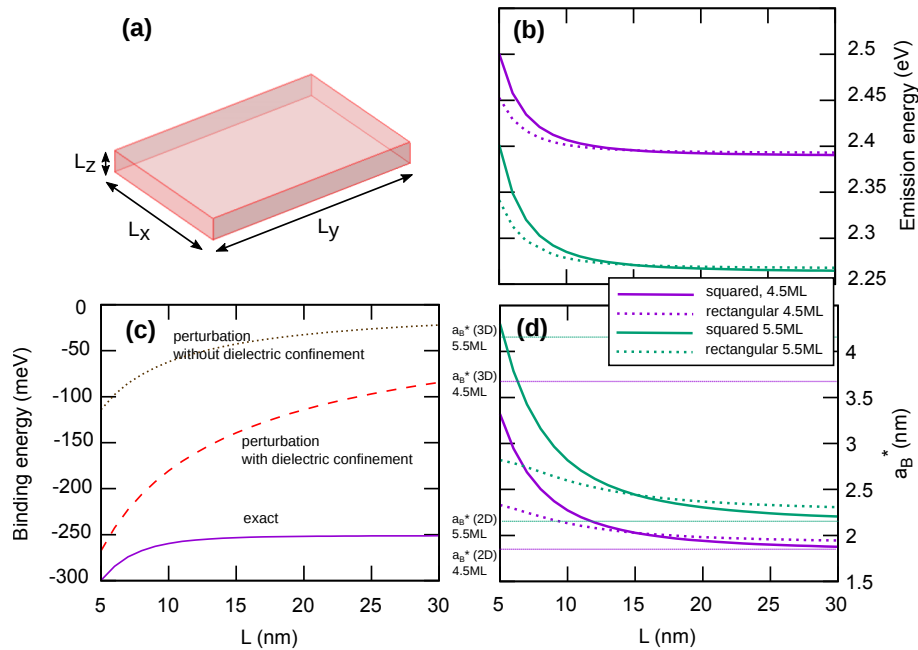 (a)
L_z
L_x
L_y
(b)
2.5
2.45
2.4
2.35
2.3
2.25
Emission energy (eV)
squared, 4.5ML
rectangular 4.5ML
squared 5.5ML
rectangular 5.5ML
(c)
0
-50
-100
-150
-200
-250
-300
Binding energy (meV)
perturbation
without dielectric confinement
perturbation
with dielectric confinement
exact
5 10 15 20 25 30
L (nm)
(d)
a_B* (3D)
5.5ML
a_B* (3D)
4.5ML
a_B* (2D)
5.5ML
a_B* (2D)
4.5ML
4
3.5
3
2.5
2
1.5
a_B* (nm)
5 10 15 20 25 30
L (nm)